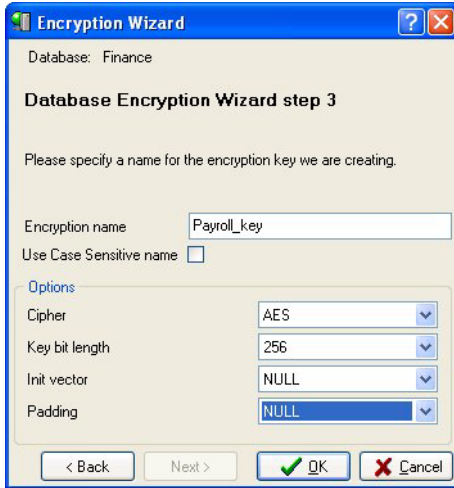 Encryption Wizard
Database: Finance
Database Encryption Wizard step 3
Please specify a name for the encryption key we are creating.
Encryption name Payroll_key
Use Case Sensitive name
Options
Cipher AES
Key bit length 256
Init vector NULL
Padding NULL
< Back Next > OK Cancel